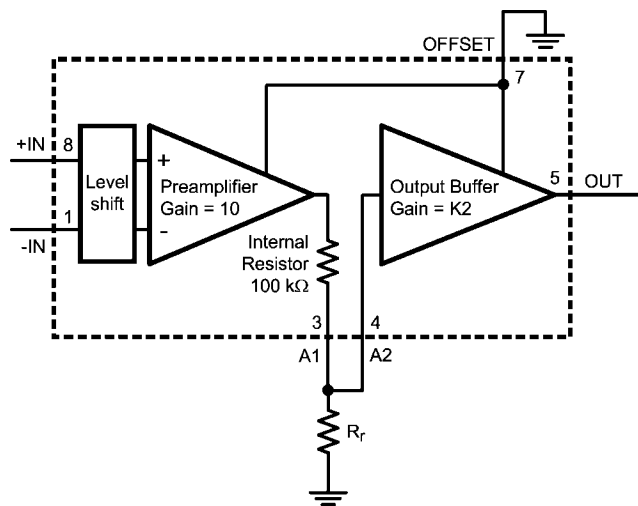 OFFSET
7
+IN
8
Level
shift
1
-IN
+
-
Preamplifier
Gain = 10
Output Buffer
Gain = K2
5
OUT
Internal
Resistor
100 kΩ
3
4
A1
A2
Rr